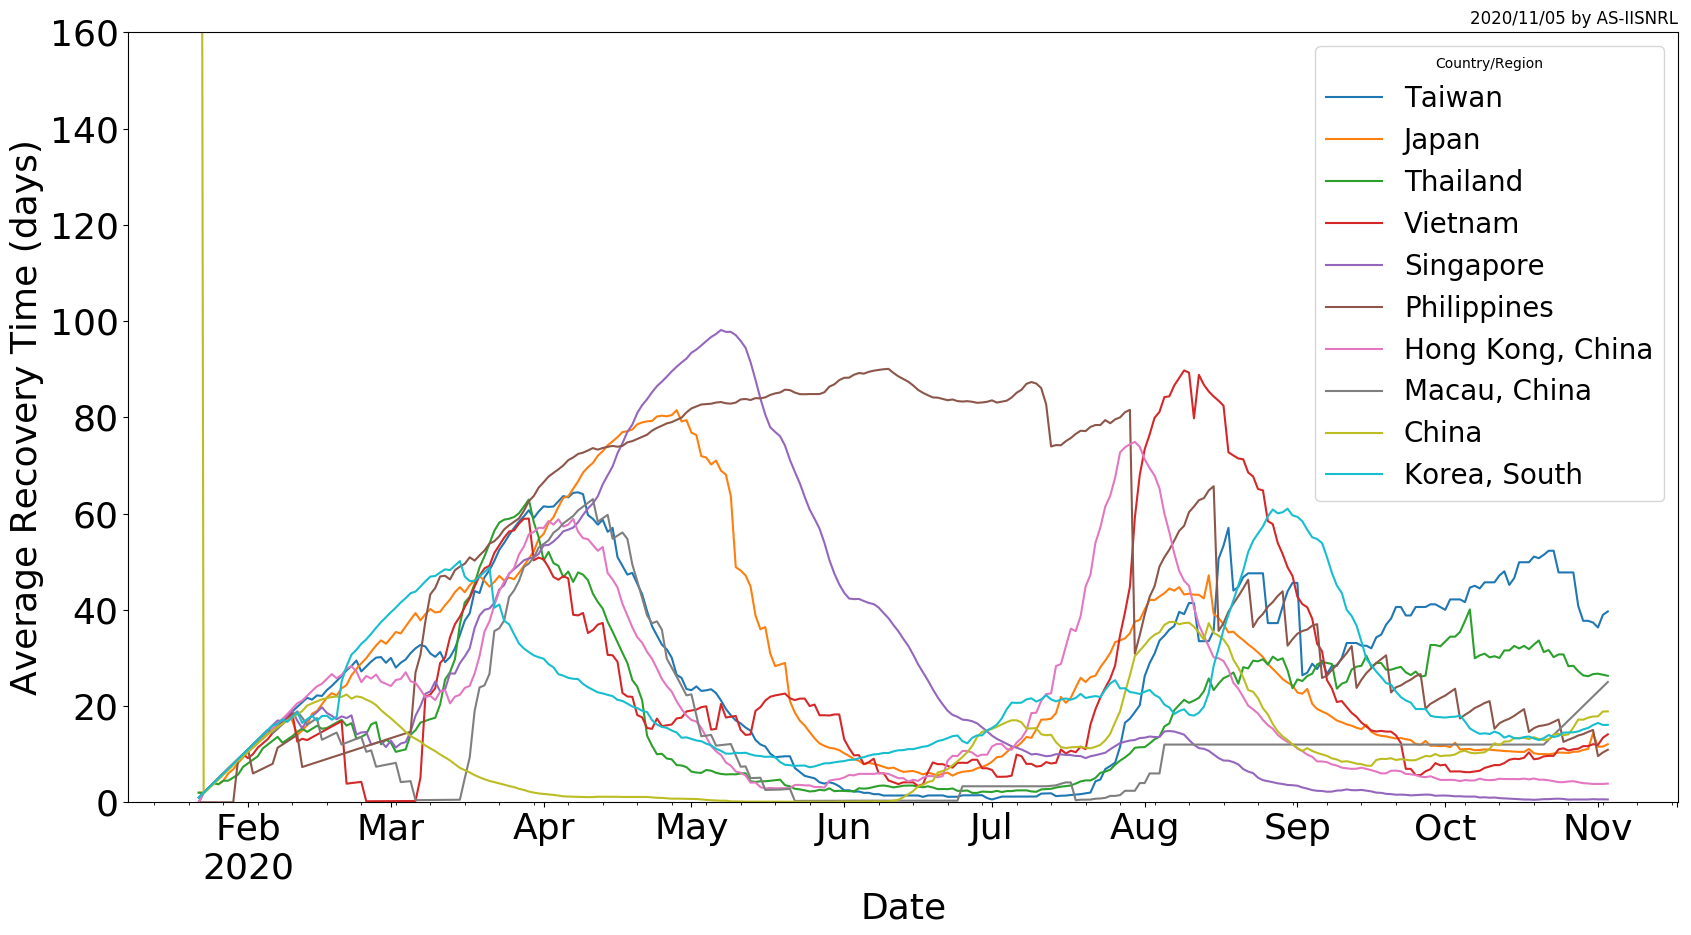 2020/11/05 by AS-IISNRL
Average Recovery Time (days)
160
140
120
100
80
60
40
20
0
Country/Region
Taiwan
Japan
Thailand
Vietnam
Singapore
Philippines
Hong Kong, China
Macau, China
China
Korea, South
Feb Mar Apr May Jun Jul Aug Sep Oct Nov
2020
Date